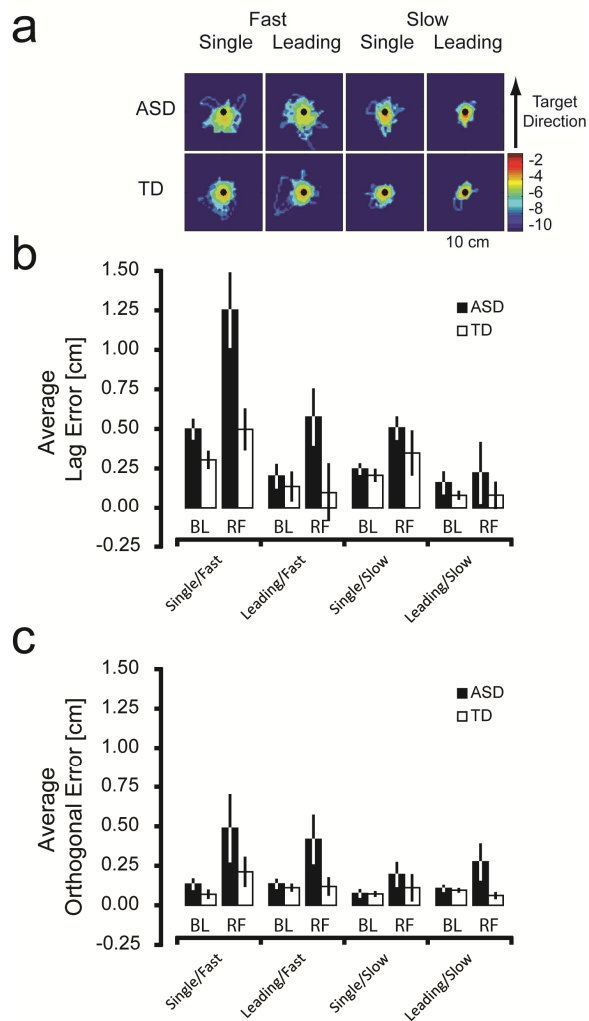 a
Fast Slow
Single Leading Single Leading
ASD
Target
Direction
TD
-2
-4
-6
-8
-10
10 cm
b
Average
Lag Error [cm]
1.50
1.25
1.00
0.75
0.50
0.25
0.00
-0.25
ASD
TD
BL RF BL RF BL RF BL RF
Single/Fast Leading/Fast Single/Slow Leading/Slow
c
Average
Orthogonal Error [cm]
1.50
1.25
1.00
0.75
0.50
0.25
0.00
-0.25
ASD
TD
BL RF BL RF BL RF BL RF
Single/Fast Leading/Fast Single/Slow Leading/Slow